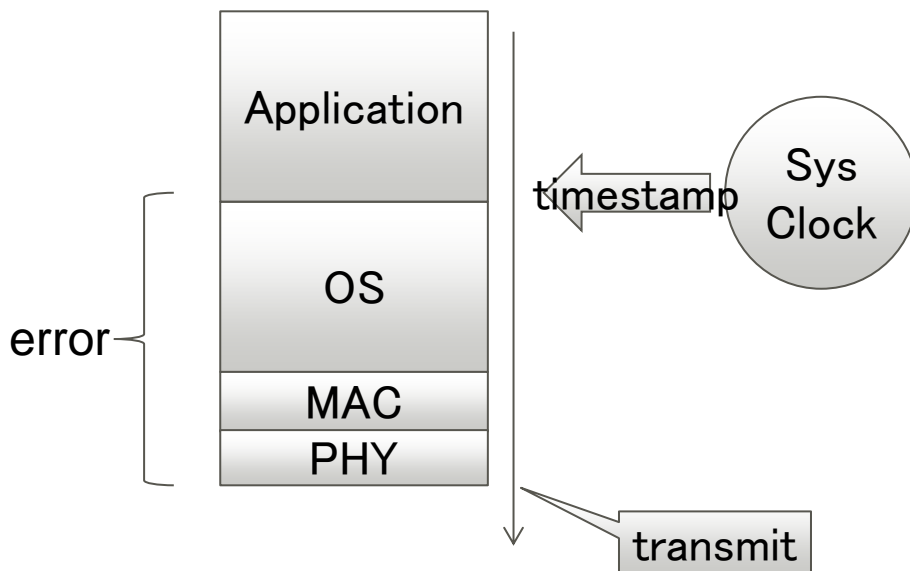 Application
timestamp
Sys
Clock
OS
error
MAC
PHY
transmit